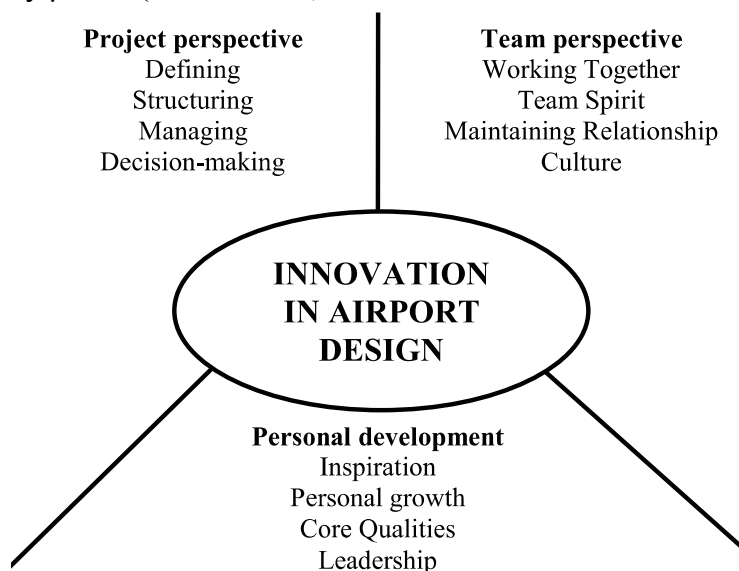 Project perspective
Defining
Structuring
Managing
Decision-making
Team perspective
Working Together
Team Spirit
Maintaining Relationship
Culture
INNOVATION
IN AIRPORT
DESIGN
Personal development
Inspiration
Personal growth
Core Qualities
Leadership